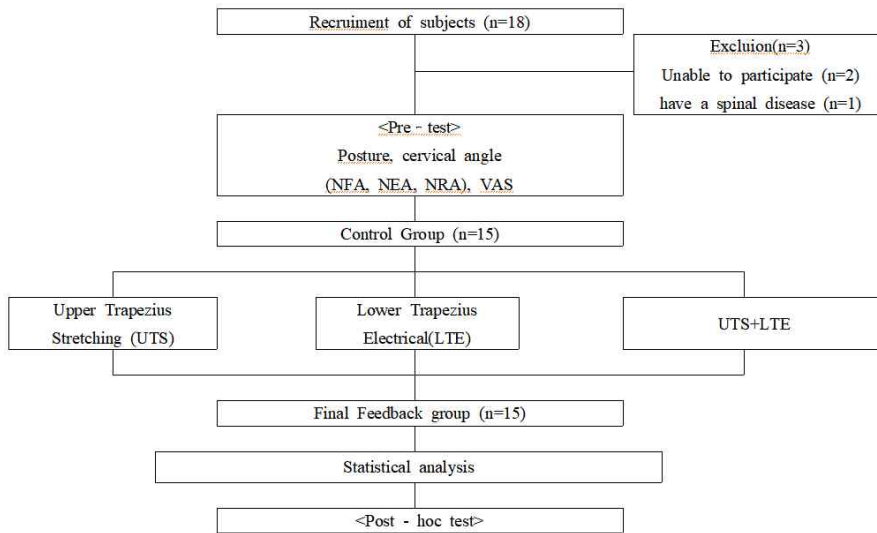 Recruiment of subjects (n=18)
Excluion(n=3)
Unable to participate (n=2)
have a spinal disease (n=1)
<Pre - test>
Posture, cervical angle
(NFA, NEA, NRA), VAS
Control Group (n=15)
Upper Trapezius
Stretching (UTS)
Lower Trapezius
Electrical(LTE)
UTS+LTE
Final Feedback group (n=15)
Statistical analysis
<Post - hoc test>